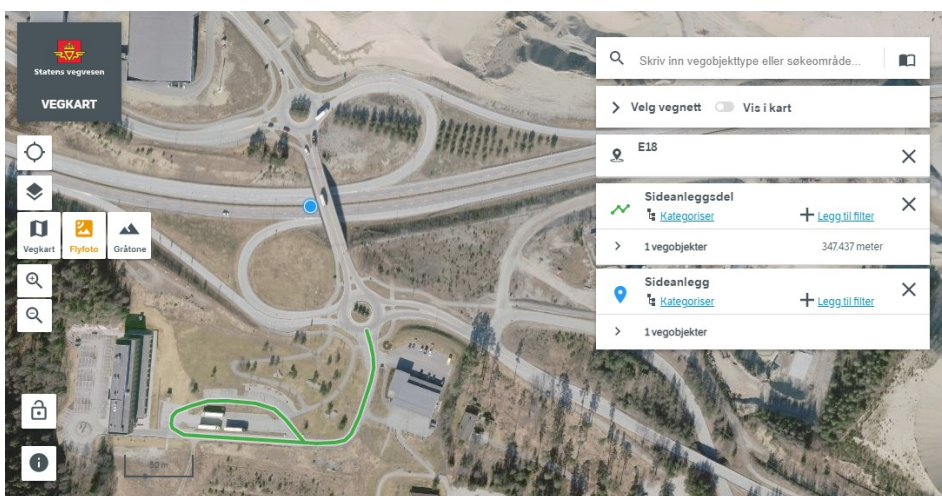 Statens vegvesen
VEGKART
Vegkart
Flyfoto
Gråtone
50 m
Skriv inn vegobjekttype eller søkeområde...
Velg vegnett Vis i kart
E18
Sideanleggsdel
Kategoriser Legg til filter
1 vegobjekter 347.437 meter
Sideanlegg
Kategoriser Legg til filter
1 vegobjekter